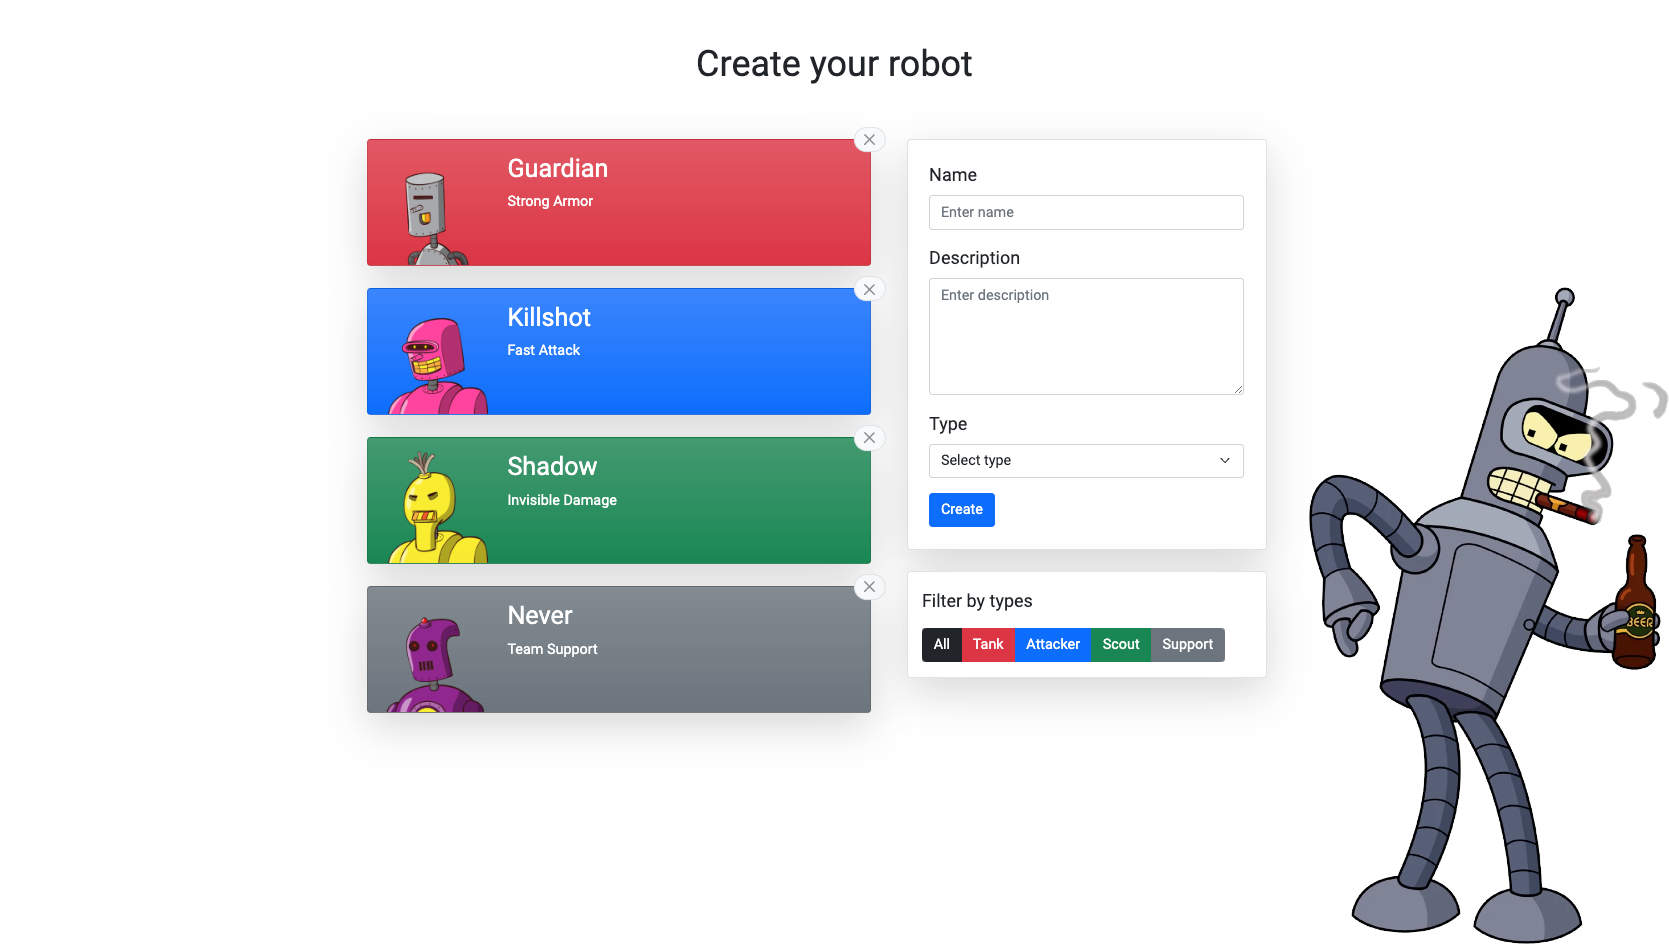 Create your robot
Guardian
Strong Armor
Killshot
Fast Attack
Shadow
Invisible Damage
Never
Team Support
Name
Enter name
Description
Enter description
Type
Select type
Create
Filter by types
All Tank Attacker Scout Support
BEER